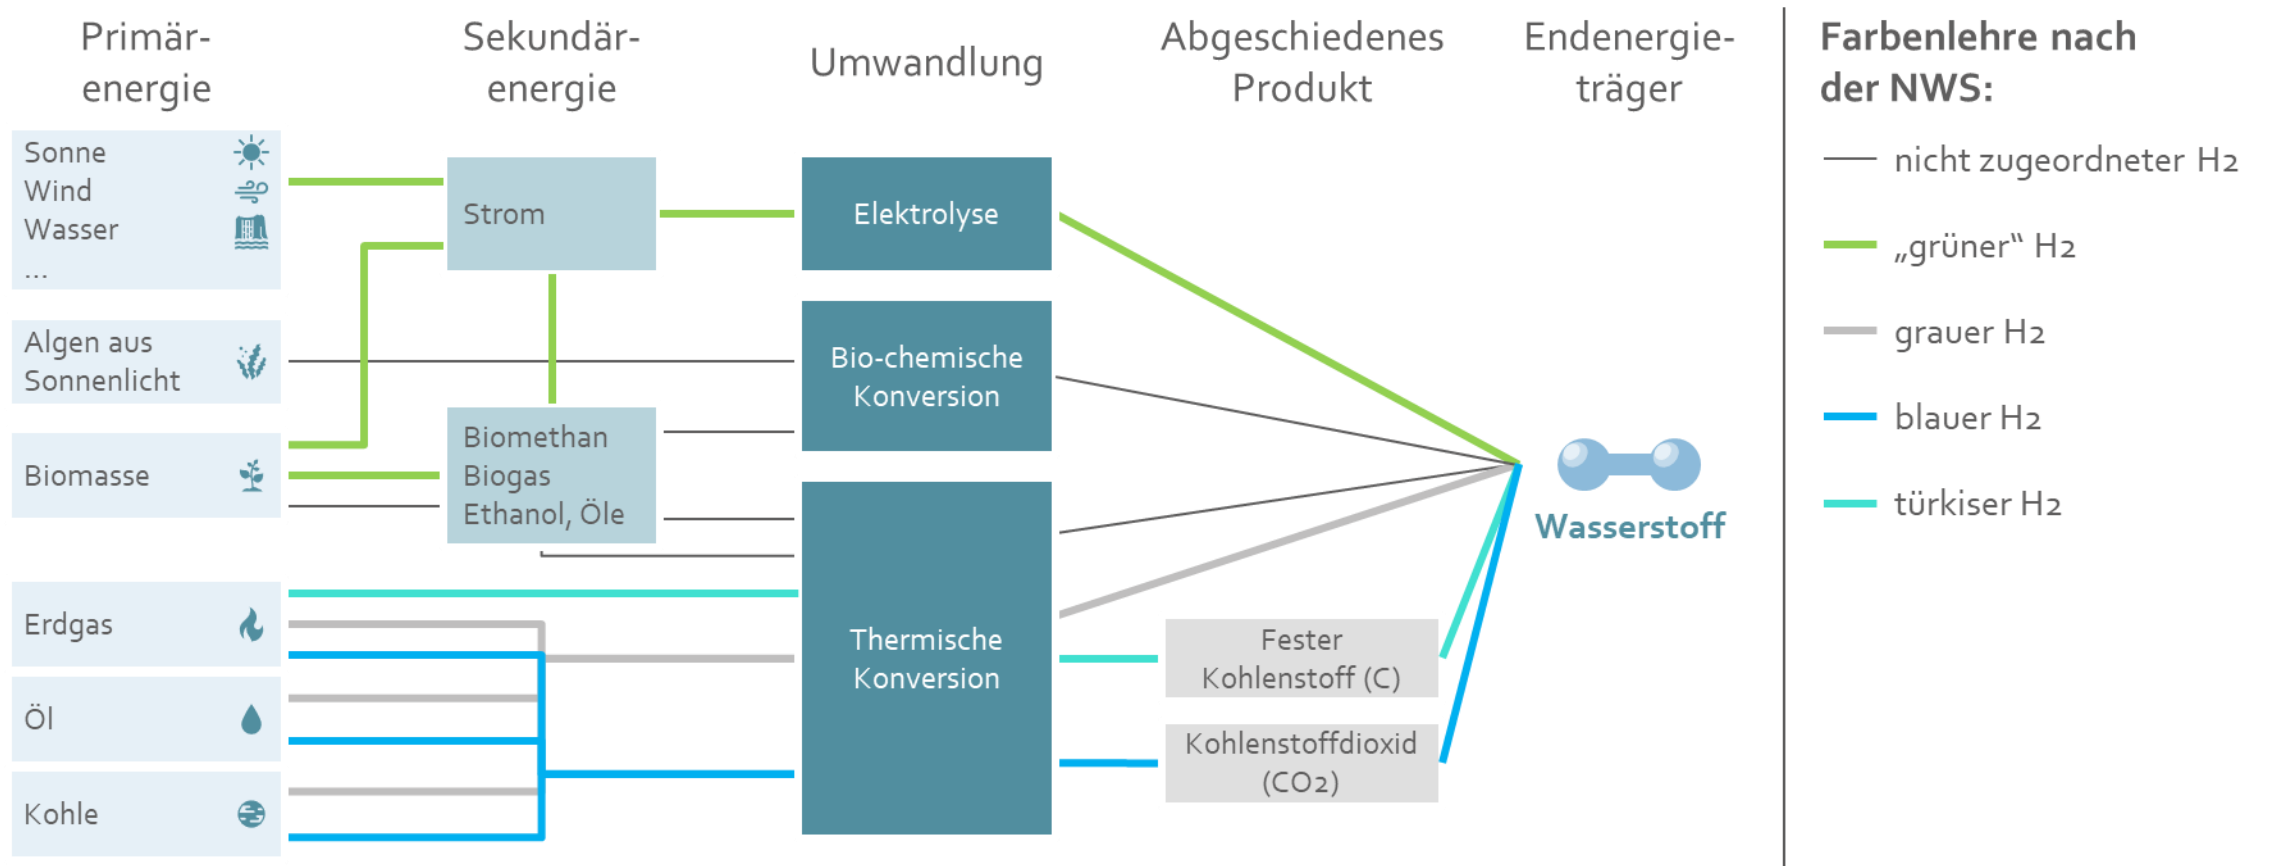 Primär-
energie
Sekundär-
energie
Umwandlung
Abgeschiedenes
Produkt
Endenergie-
träger
Sonne
Wind
Wasser
...
Algen aus
Sonnenlicht
Biomasse
Erdgas
Öl
Kohle
Strom
Biomethan
Biogas
Ethanol, Öle
Elektrolyse
Bio-chemische
Konversion
Thermische
Konversion
Fester
Kohlenstoff (C)
Kohlenstoffdioxid
(CO2)
Wasserstoff
Farbenlehre nach
der NWS:
nicht zugeordneter H2
„grüner“ H2
grauer H2
blauer H2
türkiser H2